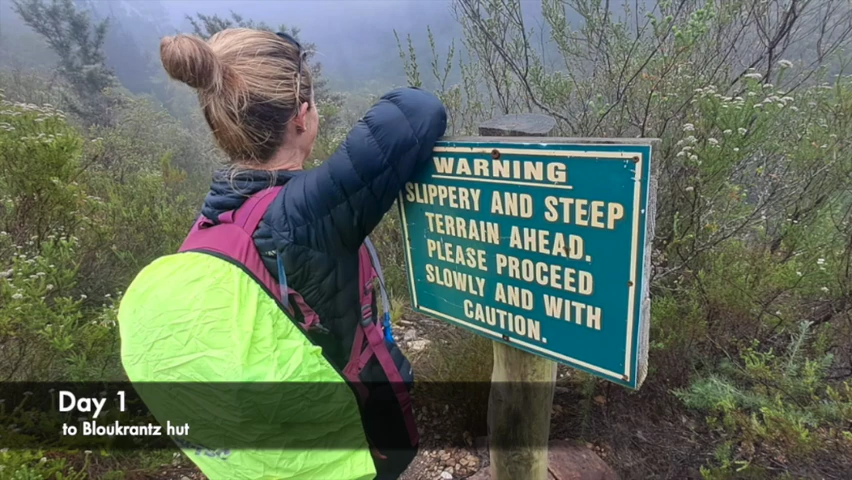 WARNING
SLIPPERY AND STEEP
TERRAIN AHEAD.
PLEASE PROCEED
SLOWLY AND WITH
CAUTION.
Day 1
to Bloukrantz hut